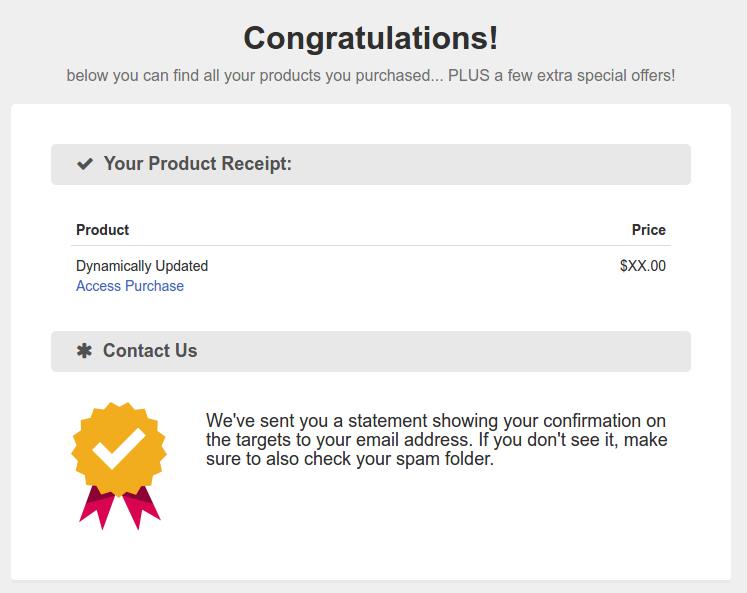 Congratulations!
below you can find all your products you purchased... PLUS a few extra special offers!
Your Product Receipt:
Product Price
Dynamically Updated $XX.00
Access Purchase
Contact Us
We've sent you a statement showing your confirmation on
the targets to your email address. If you don't see it, make
sure to also check your spam folder.